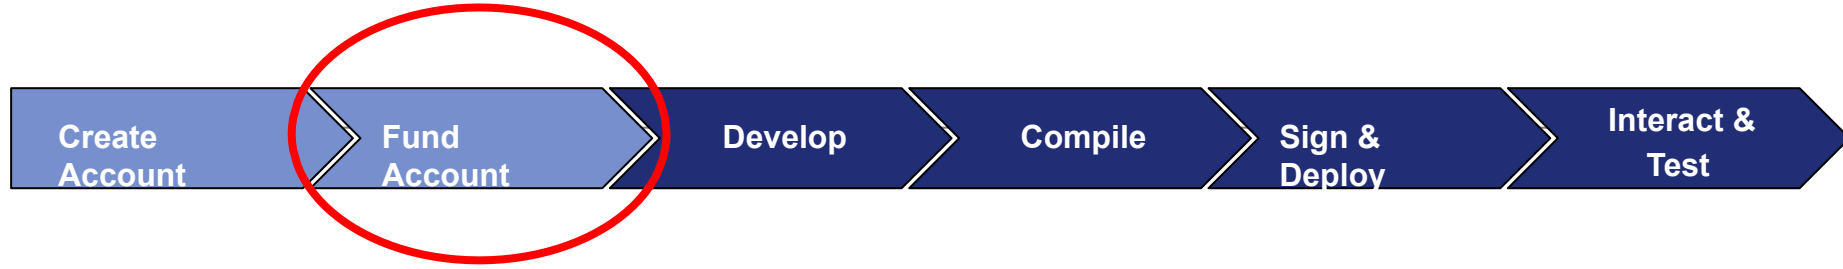 Create
Account
Fund
Account
Develop
Compile
Sign &
Deploy
Interact &
Test